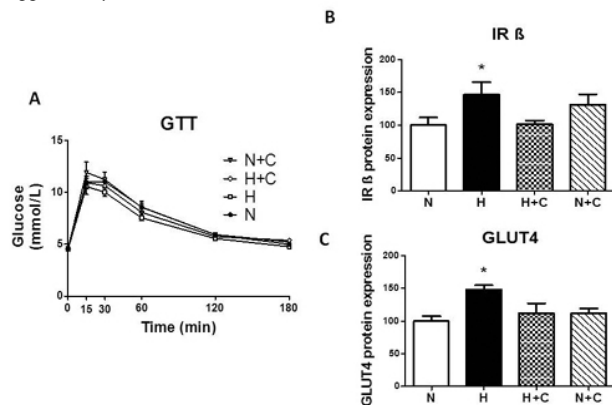 A
GTT
Glucose
(mmol/L)
15
10
5
0
0 15 30 60 120 180
Time (min)
N+C
H+C
H
N
B
IR ß
IR ß protein expression
200
150
100
50
0
*
N H H+C N+C
C
GLUT4
GLUT4 protein expression
200
150
100
50
0
*
N H H+C N+C